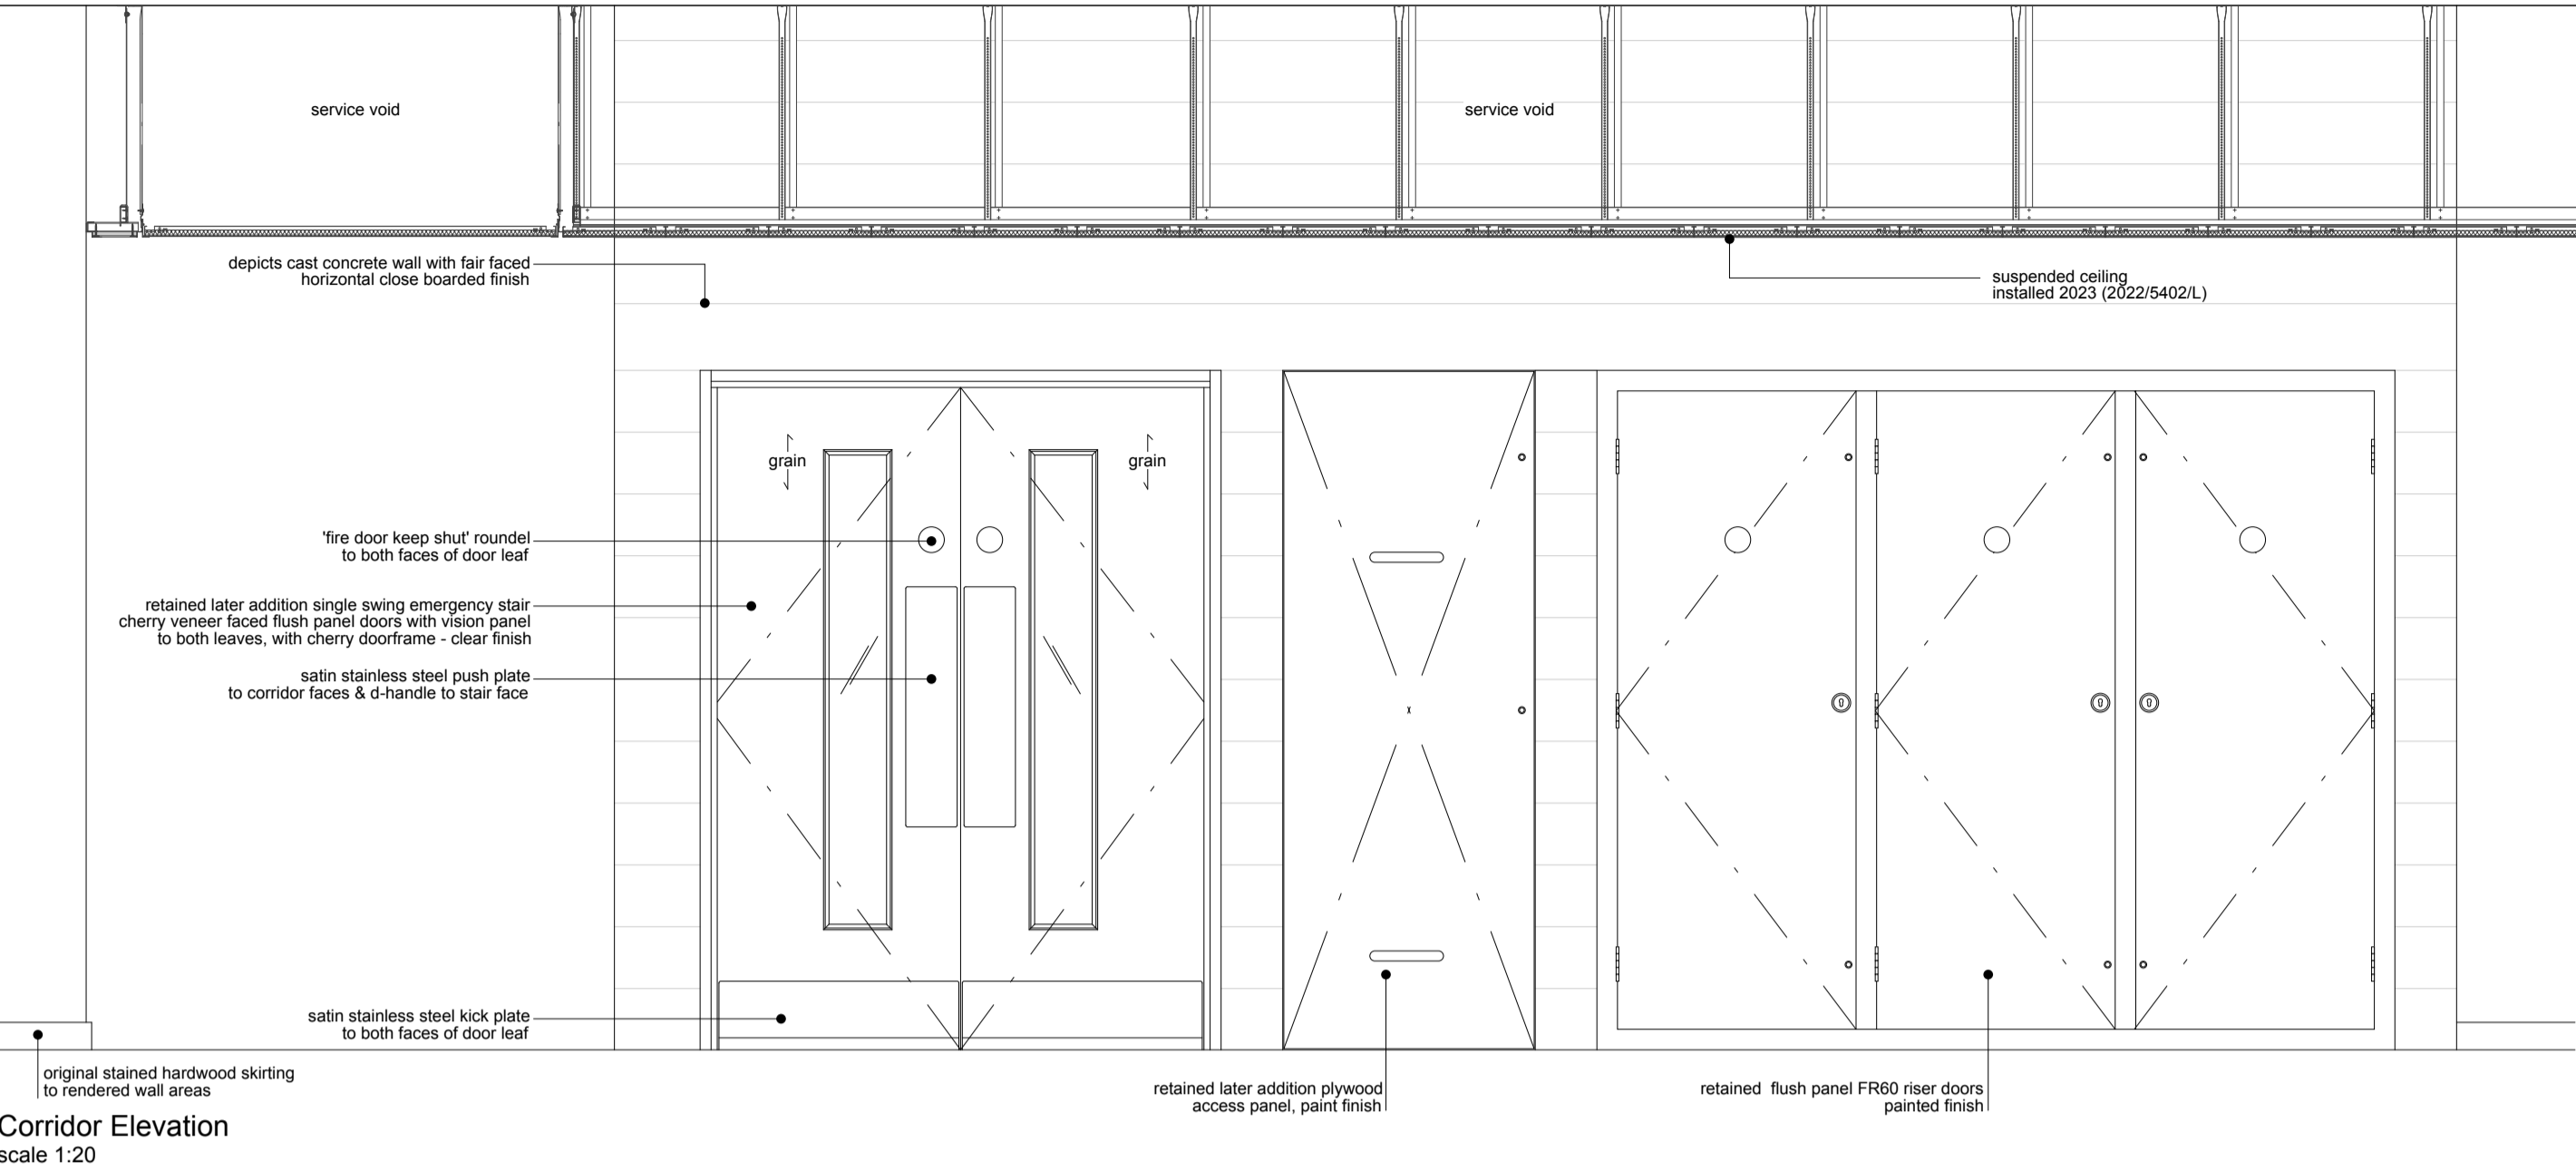 service void
service void
depicts cast concrete wall with fair faced
horizontal close boarded finish
suspended ceiling
installed 2023 (2022/5402/L)
grain
grain
'fire door keep shut' roundel
to both faces of door leaf
retained later addition single swing emergency stair
cherry veneer faced flush panel doors with vision panel
to both leaves, with cherry doorframe - clear finish
satin stainless steel push plate
to corridor faces & d-handle to stair face
satin stainless steel kick plate
to both faces of door leaf
original stained hardwood skirting
to rendered wall areas
retained later addition plywood
access panel, paint finish
retained flush panel FR60 riser doors
painted finish
Corridor Elevation
scale 1:20